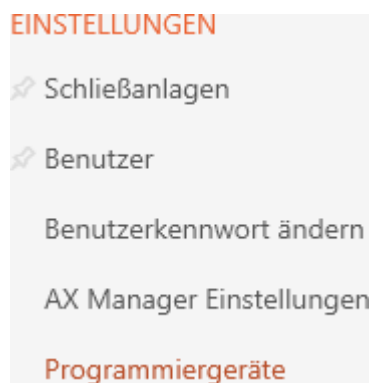 EINSTELLUNGEN
Schließanlagen
Benutzer
Benutzerkennwort ändern
AX Manager Einstellungen
Programmiergeräte